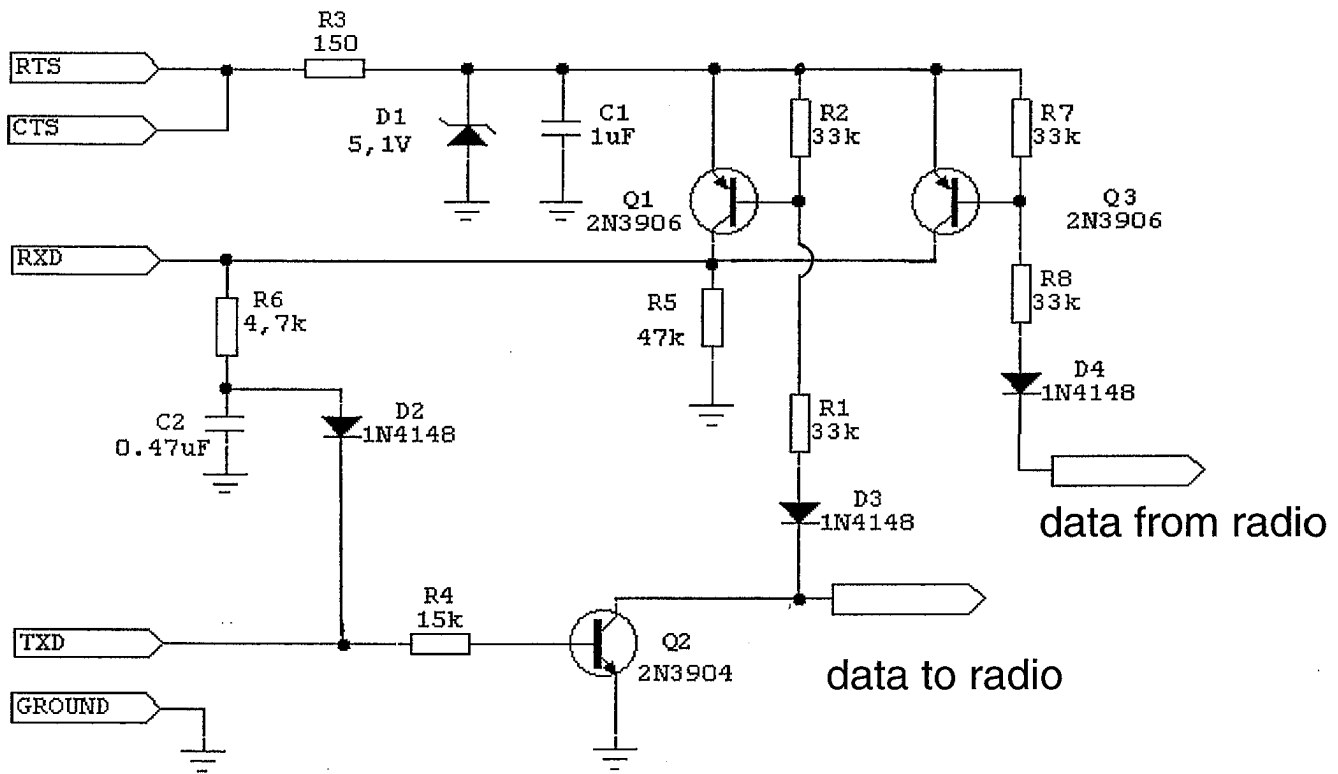 R3
150
RTS
CTS
D1
5,1V
C1
1uF
R2
33k
R7
33k
Q1
2N3906
Q3
2N3906
RXD
R6
4,7k
R5
47k
R8
33k
D4
1N4148
C2
0.47uF
D2
1N4148
R1
33k
D3
1N4148
data from radio
R4
15k
TXD
Q2
2N3904
data to radio
GROUND